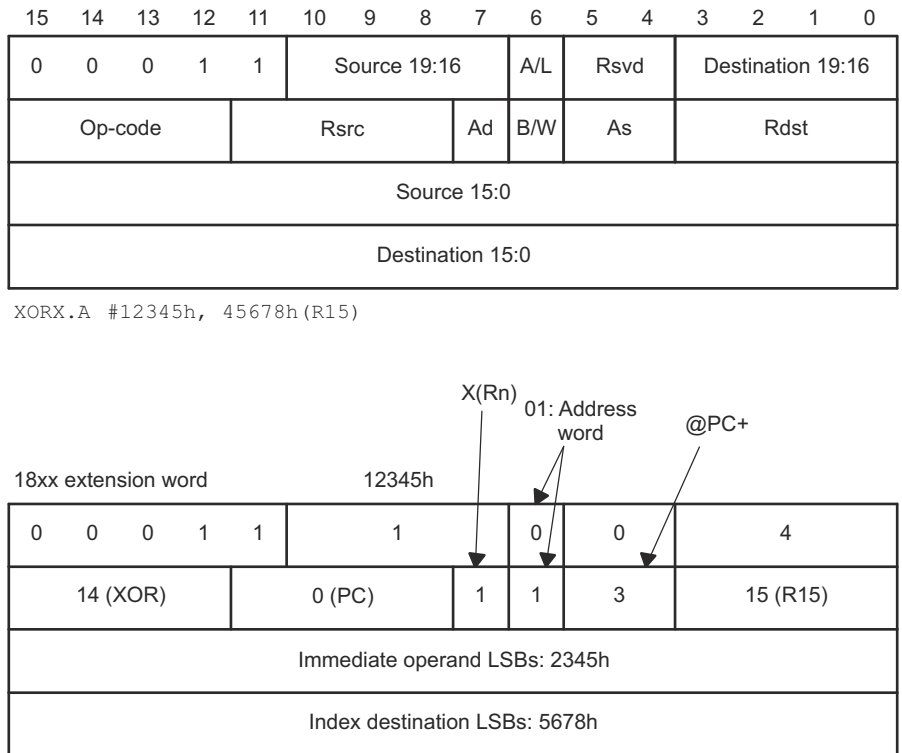 15 14 13 12 11 10 9 8 7 6 5 4 3 2 1 0
0 0 0 1 1 Source 19:16 A/L Rsvd Destination 19:16
Op-code Rsrc Ad B/W As Rdst
Source 15:0
Destination 15:0
XORX.A #12345h, 45678h(R15)
X(Rn)
01: Address
word
@PC+
18xx extension word 12345h
0 0 0 1 1 1 0 0 4
14 (XOR) 0 (PC) 1 1 3 15 (R15)
Immediate operand LSBs: 2345h
Index destination LSBs: 5678h